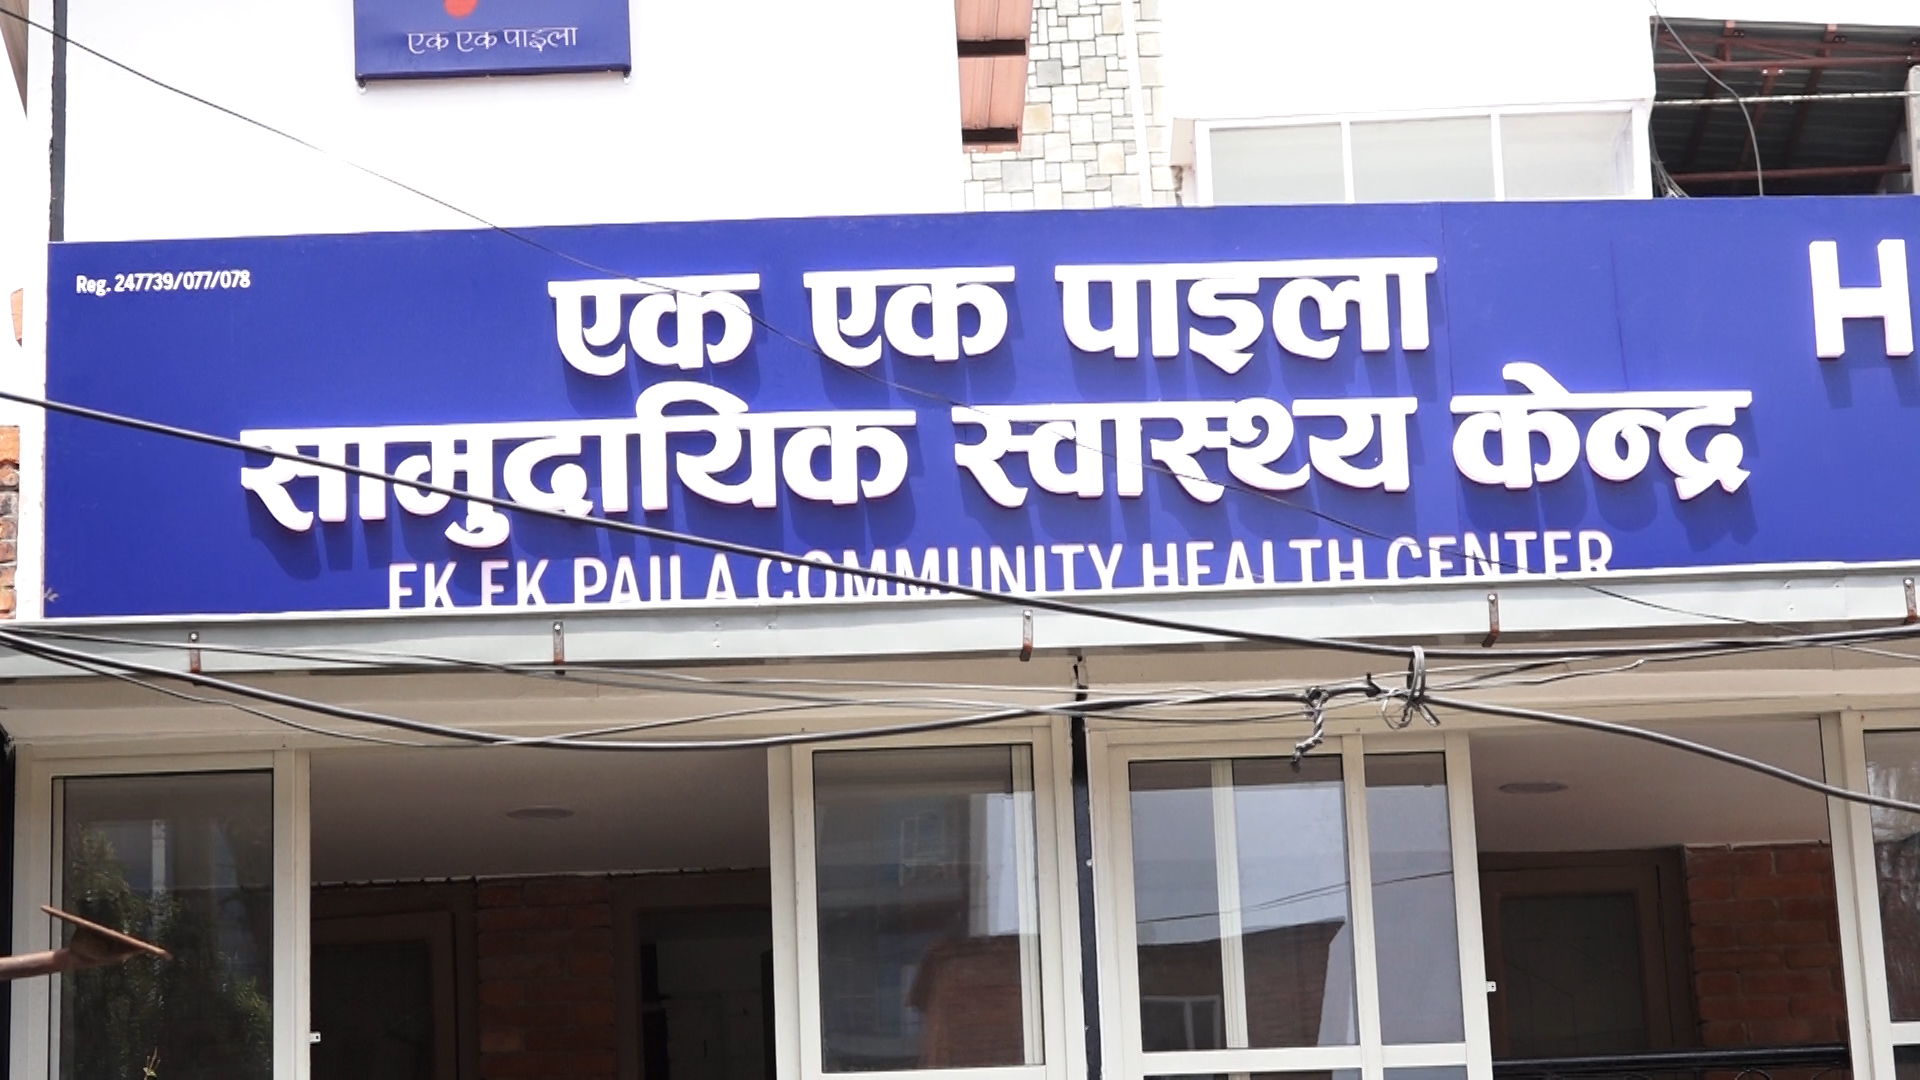 एक एक पाइला
Reg. 247739/077/078
एक एक पाइला
सामुदायिक स्वास्थ्य केन्द्र
EK EK PAILA COMMUNITY HEALTH CENTER
H